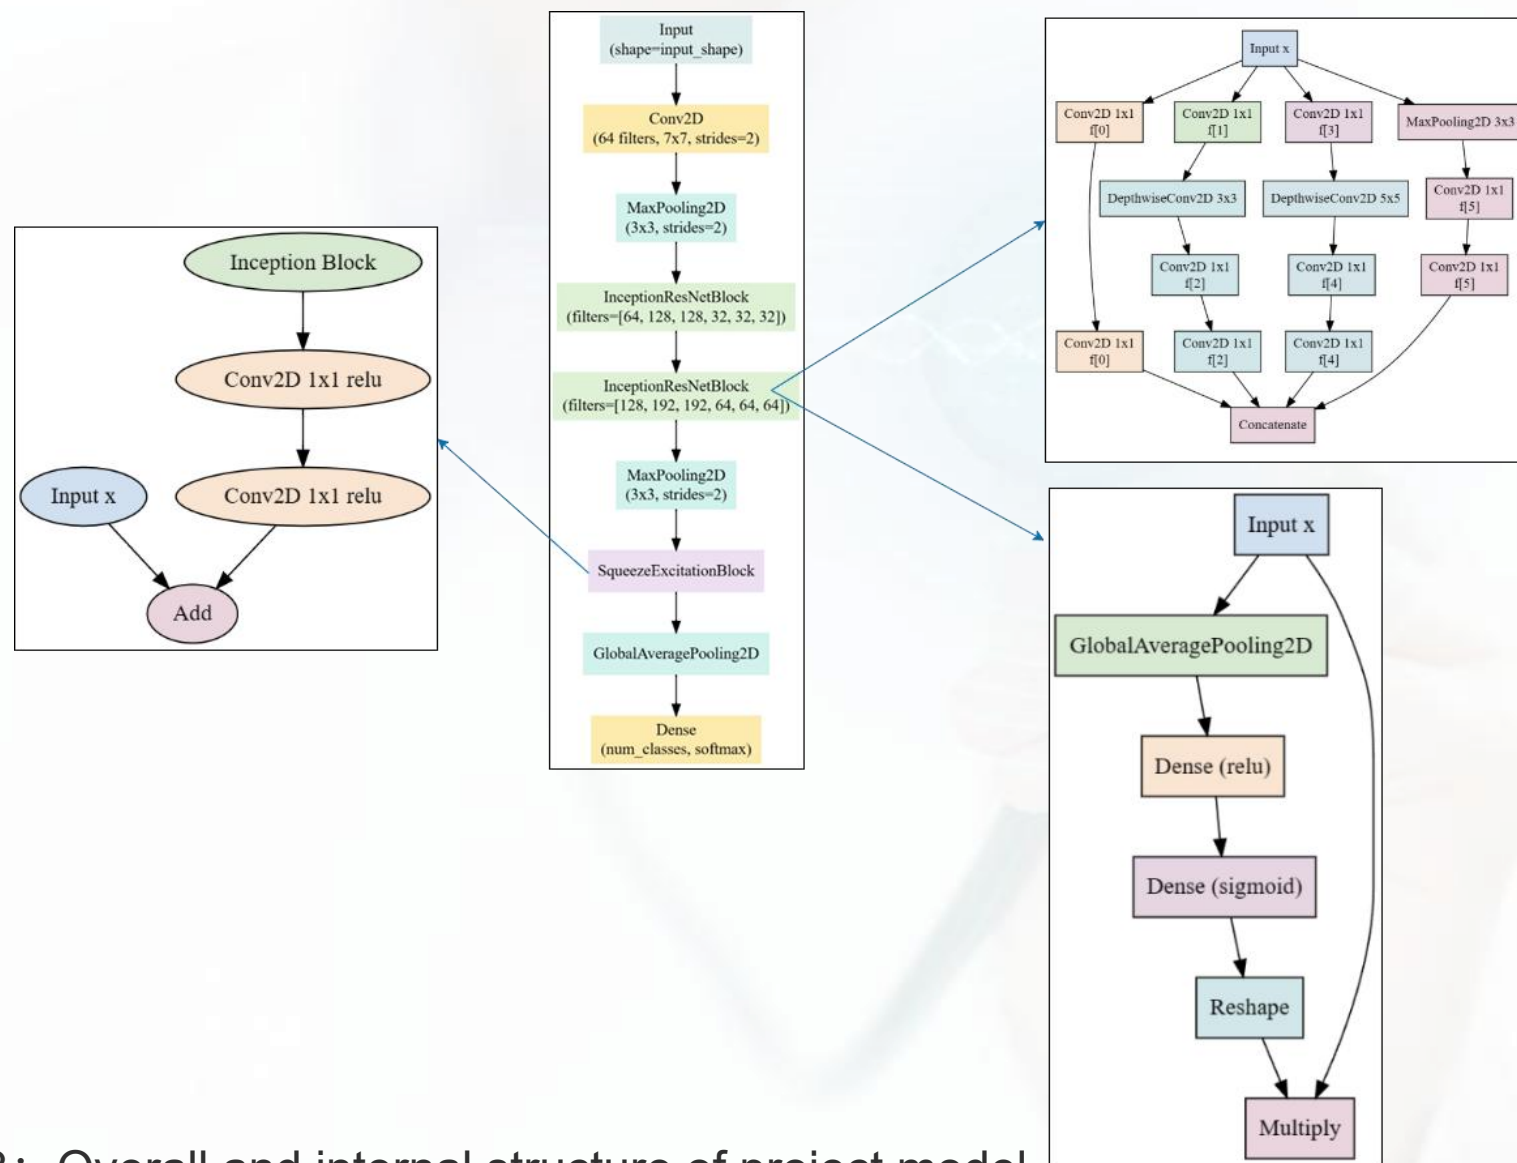 Input
(shape=input_shape)
Conv2D
(64 filters, 7x7, strides=2)
MaxPooling2D
(3x3, strides=2)
InceptionResNetBlock
(filters=[64, 128, 128, 32, 32, 32])
InceptionResNetBlock
(filters=[128, 192, 192, 64, 64, 64])
MaxPooling2D
(3x3, strides=2)
SqueezeExcitationBlock
GlobalAveragePooling2D
Dense
(num_classes, softmax)
Inception Block
Conv2D 1x1 relu
Input x
Conv2D 1x1 relu
Add
Input x
Conv2D 1x1
f[0]
Conv2D 1x1
f[1]
Conv2D 1x1
f[3]
MaxPooling2D 3x3
DepthwiseConv2D 3x3
DepthwiseConv2D 5x5
Conv2D 1x1
f[5]
Conv2D 1x1
f[2]
Conv2D 1x1
f[4]
Conv2D 1x1
f[5]
Conv2D 1x1
f[0]
Conv2D 1x1
f[2]
Conv2D 1x1
f[4]
Concatenate
Input x
GlobalAveragePooling2D
Dense (relu)
Dense (sigmoid)
Reshape
Multiply
: Overall and internal structure of project model